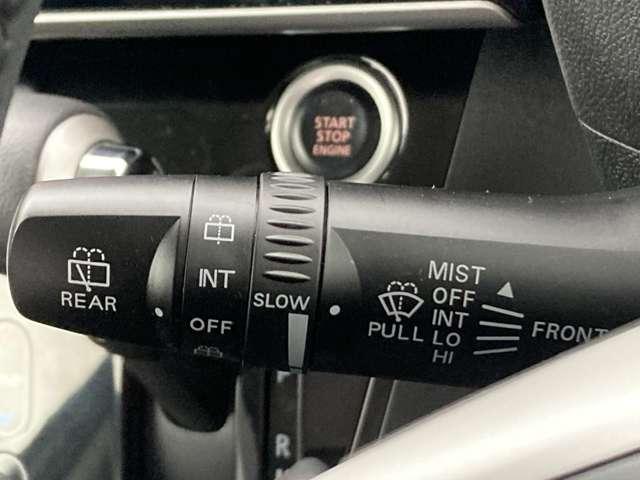 START
STOP
ENGINE
REAR
INT
OFF
SLOW
PULL
MIST
OFF
INT
LO
HI
FRONT
R